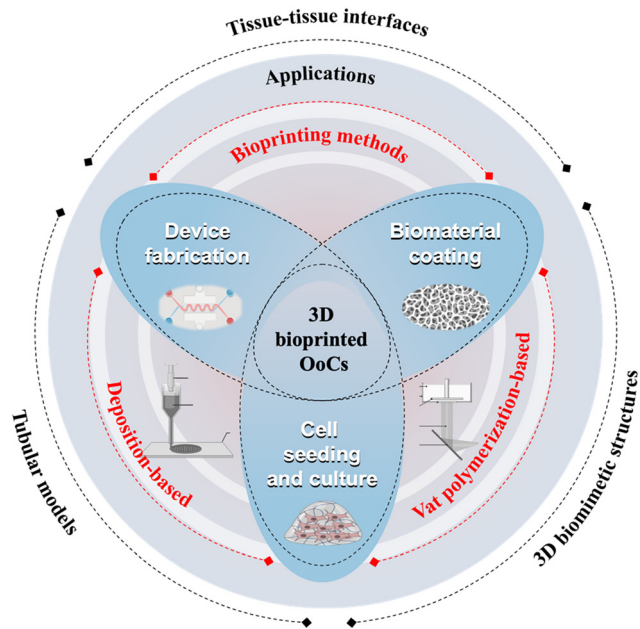 Tissue-tissue interfaces
Applications
Bioprinting methods
Device
fabrication
Biomaterial
coating
3D
bioprinted
OoCs
Deposition-based
Vat polymerization-based
Cell
seeding
and culture
Tubular models
3D biomimetic structures